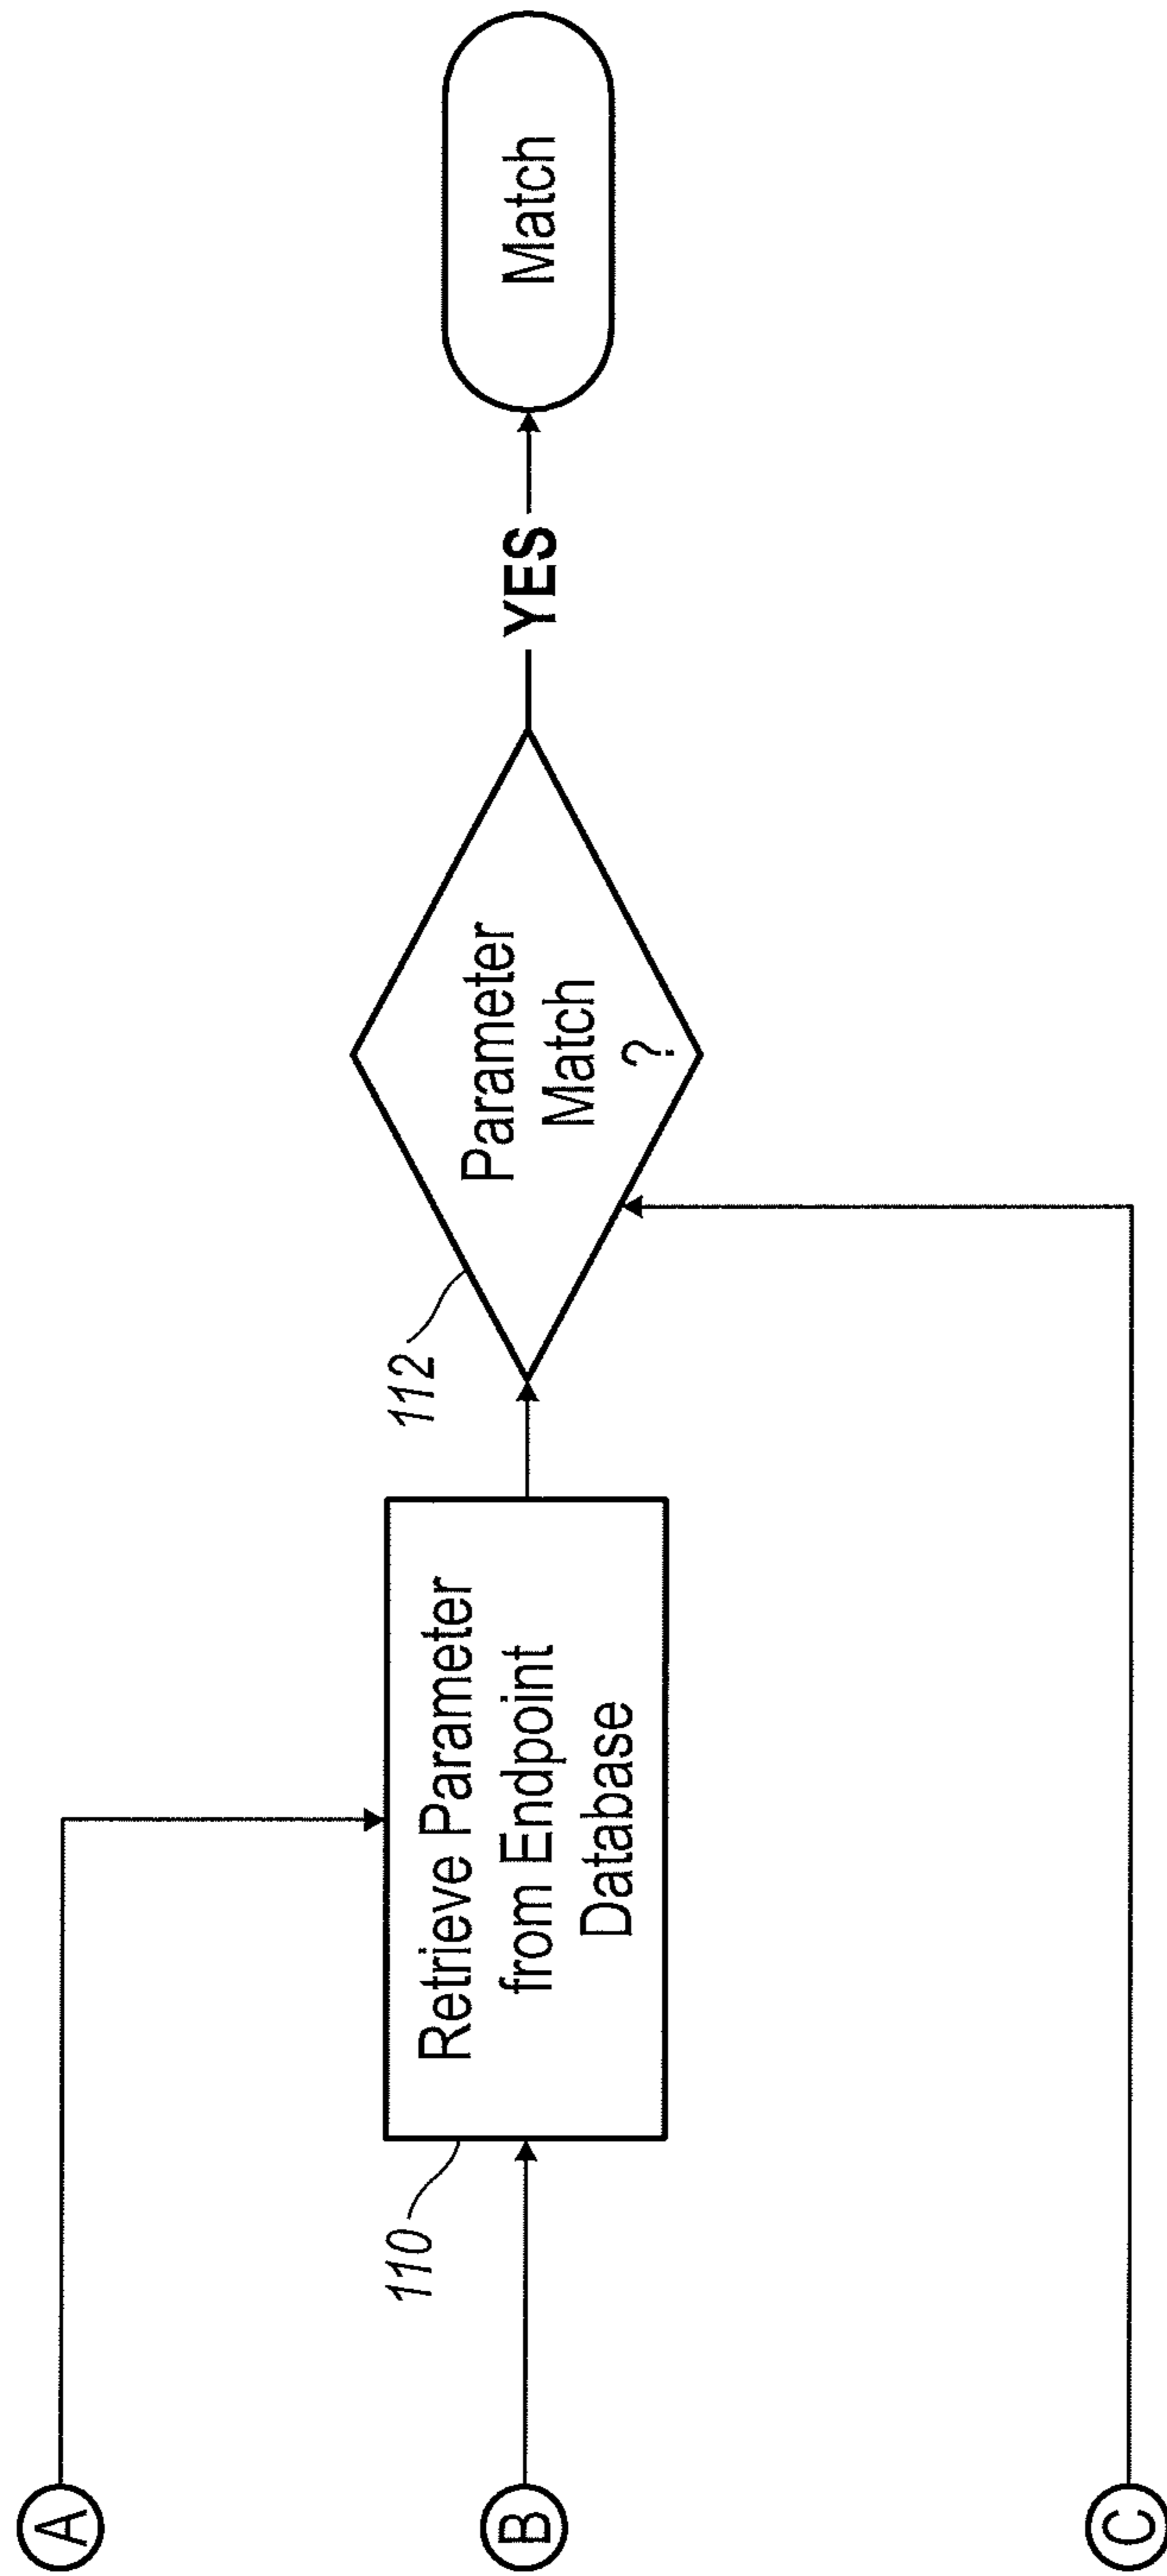 A
B
C
110
Retrieve Parameter
from Endpoint
Database
112
Parameter
Match
?
YES
Match